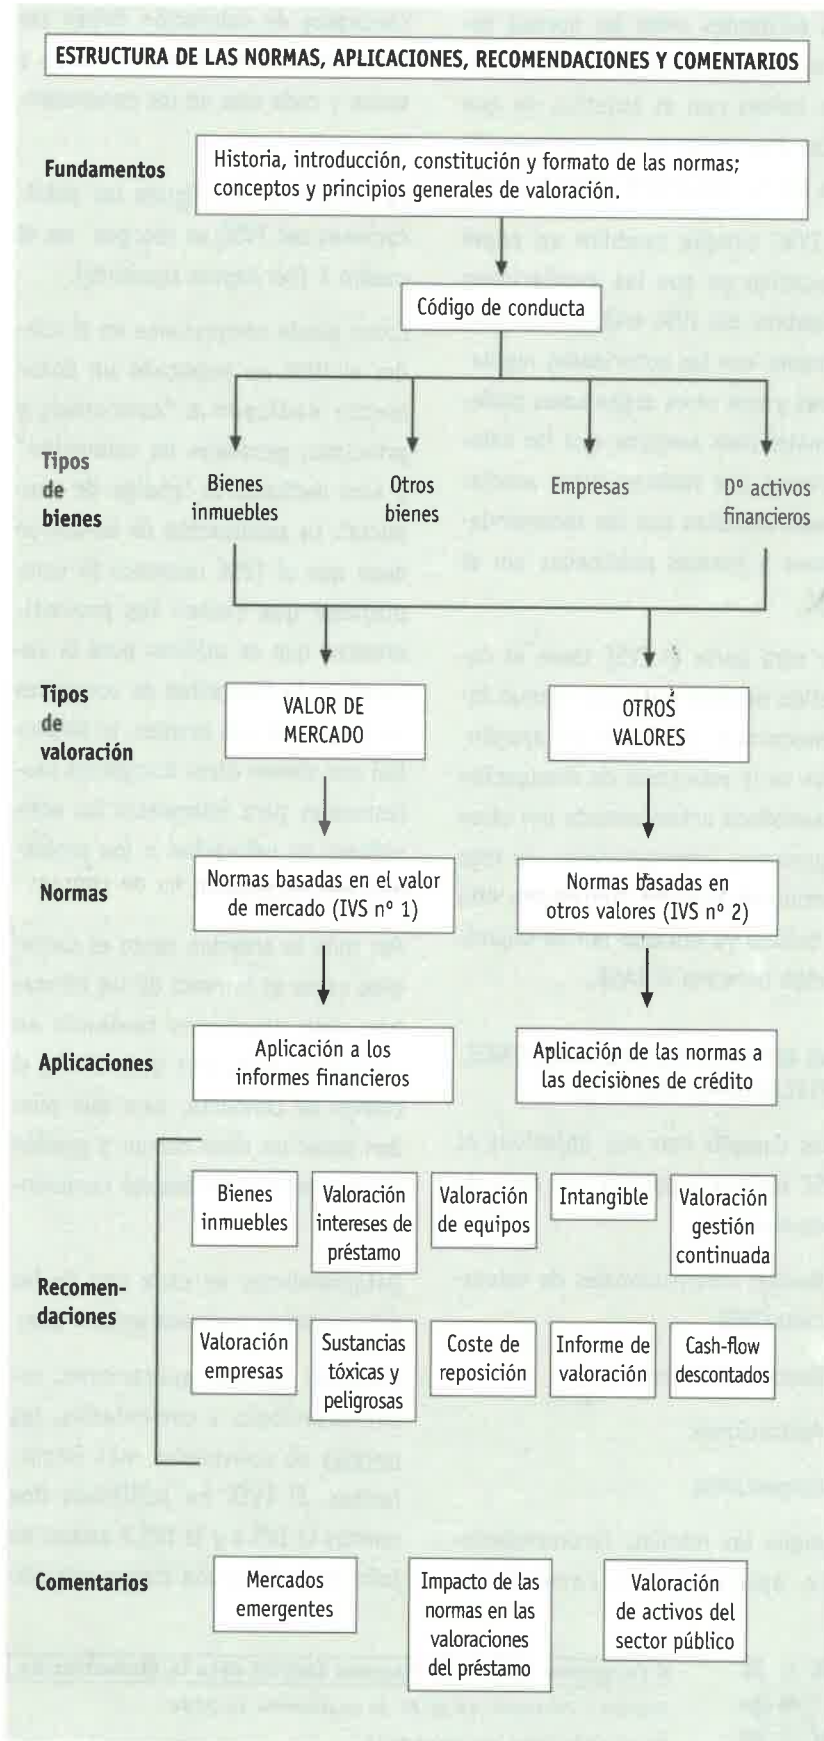 ESTRUCTURA DE LAS NORMAS, APLICACIONES, RECOMENDACIONES Y COMENTARIOS
Fundamentos
Historia, introducción, constitución y formato de las normas;
conceptos y principios generales de valoración.
Código de conducta
Tipos
de
bienes
Bienes
inmuebles
Otros
bienes
Empresas
Dº activos
financieros
Tipos
de
valoración
VALOR DE
MERCADO
OTROS
VALORES
Normas
Normas basadas en el valor
de mercado (IVS nº 1)
Normas basadas en
otros valores (IVS nº 2)
Aplicaciones
Aplicación a los
informes financieros
Aplicación de las normas a
las decisiones de crédito
Recomen-
daciones
Bienes
inmuebles
Valoración
intereses de
préstamo
Valoración
de equipos
Intangible
Valoración
gestión
continuada
Valoración
empresas
Sustancias
tóxicas y
peligrosas
Coste de
reposición
Informe de
valoración
Cash-flow
descontados
Comentarios
Mercados
emergentes
Impacto de las
normas en las
valoraciones
del préstamo
Valoración
de activos del
sector público